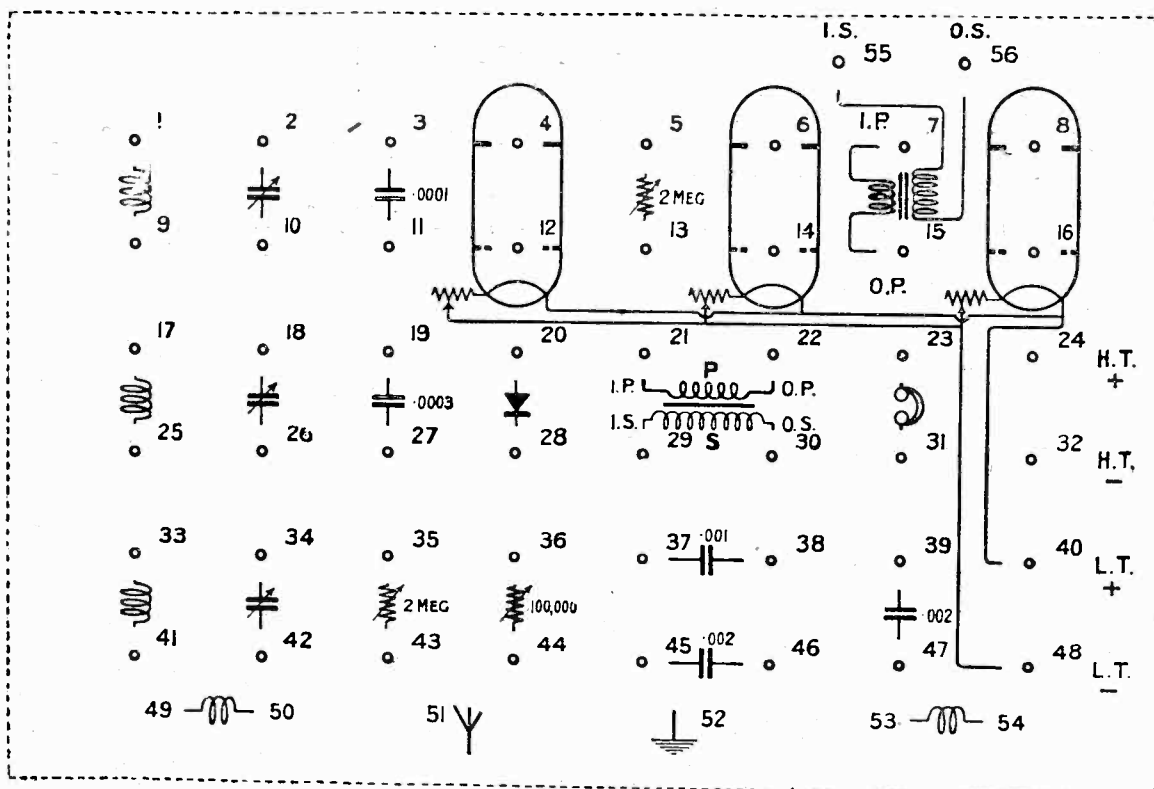 I.S. O.S.
55 56
1 2 3 4 5 6 I.P. 7 8
.0001 2 MEG
9 10 11 12 13 14 15 16
O.P.
17 18 19 20 21 22 23 24 H.T. +
P
I.P. O.P.
.0003
I.S. O.S.
S
25 26 27 28 29 30 31 32 H.T. –
33 34 35 36 37 .001 38 39 40 L.T. +
2 MEG 100,000 .002
41 42 43 44 45 .002 46 47 48 L.T. –
49 50 51 52 53 54